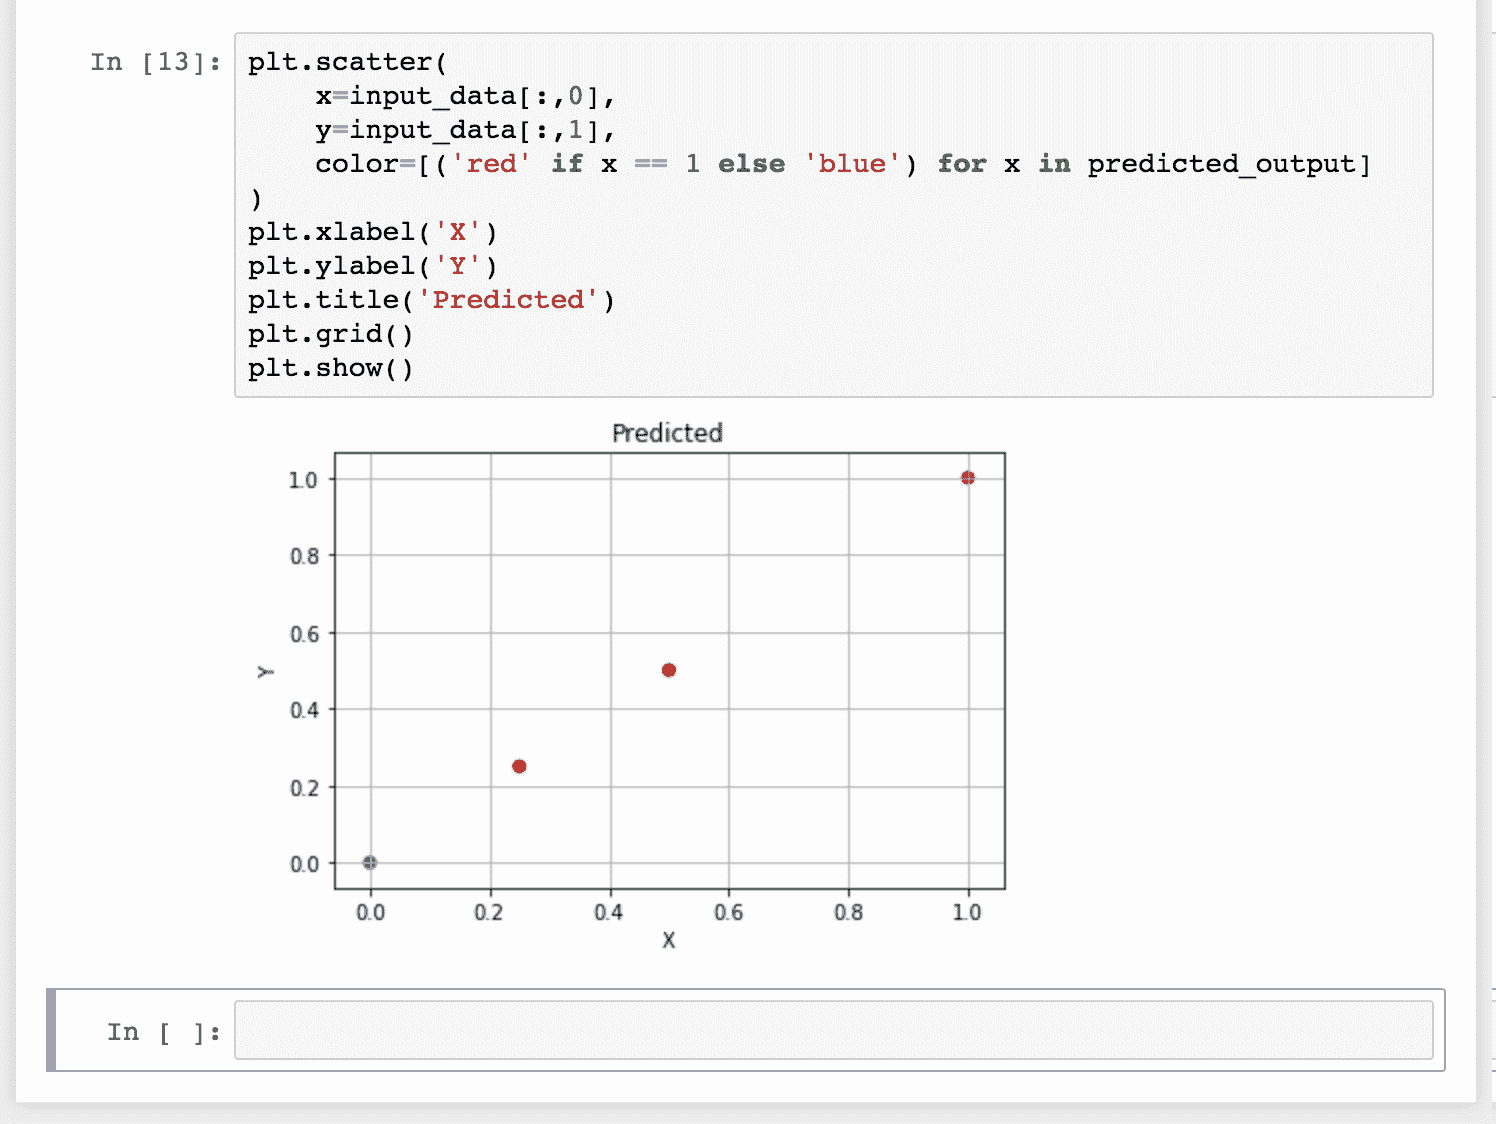 In [13]:
plt.scatter(
    x=input_data[:,0],
    y=input_data[:,1],
    color=[('red' if x == 1 else 'blue') for x in predicted_output]
)
plt.xlabel('X')
plt.ylabel('Y')
plt.title('Predicted')
plt.grid()
plt.show()
Predicted
1.0
0.8
0.6
Y
0.4
0.2
0.0
0.0 0.2 0.4 0.6 0.8 1.0
X
In [ ]: